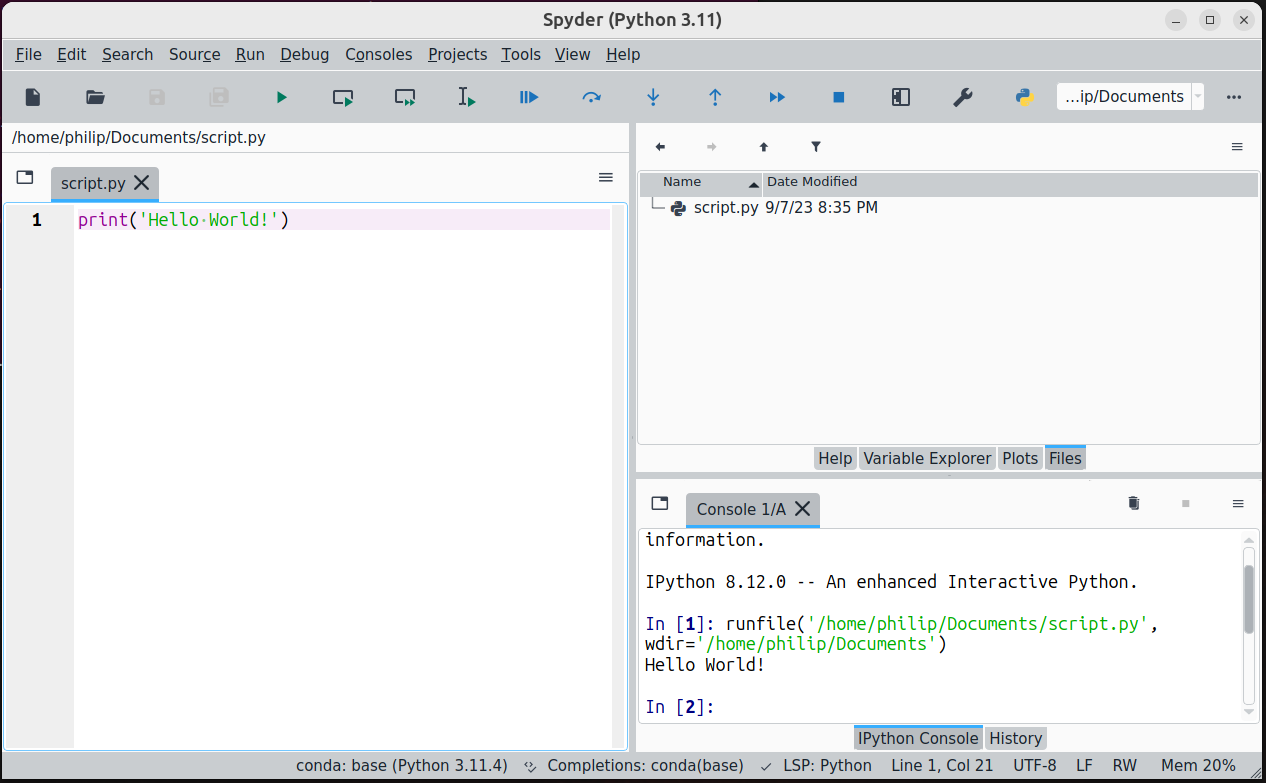 Spyder (Python 3.11)
File Edit Search Source Run Debug Consoles Projects Tools View Help
...ip/Documents
/home/philip/Documents/script.py
script.py
1 print('Hello·World!')
Name Date Modified
script.py 9/7/23 8:35 PM
Help Variable Explorer Plots Files
Console 1/A
information.
IPython 8.12.0 -- An enhanced Interactive Python.
In [1]: runfile('/home/philip/Documents/script.py',
wdir='/home/philip/Documents')
Hello World!
In [2]:
IPython Console History
conda: base (Python 3.11.4) Completions: conda(base) ✓ LSP: Python Line 1, Col 21 UTF-8 LF RW Mem 20%